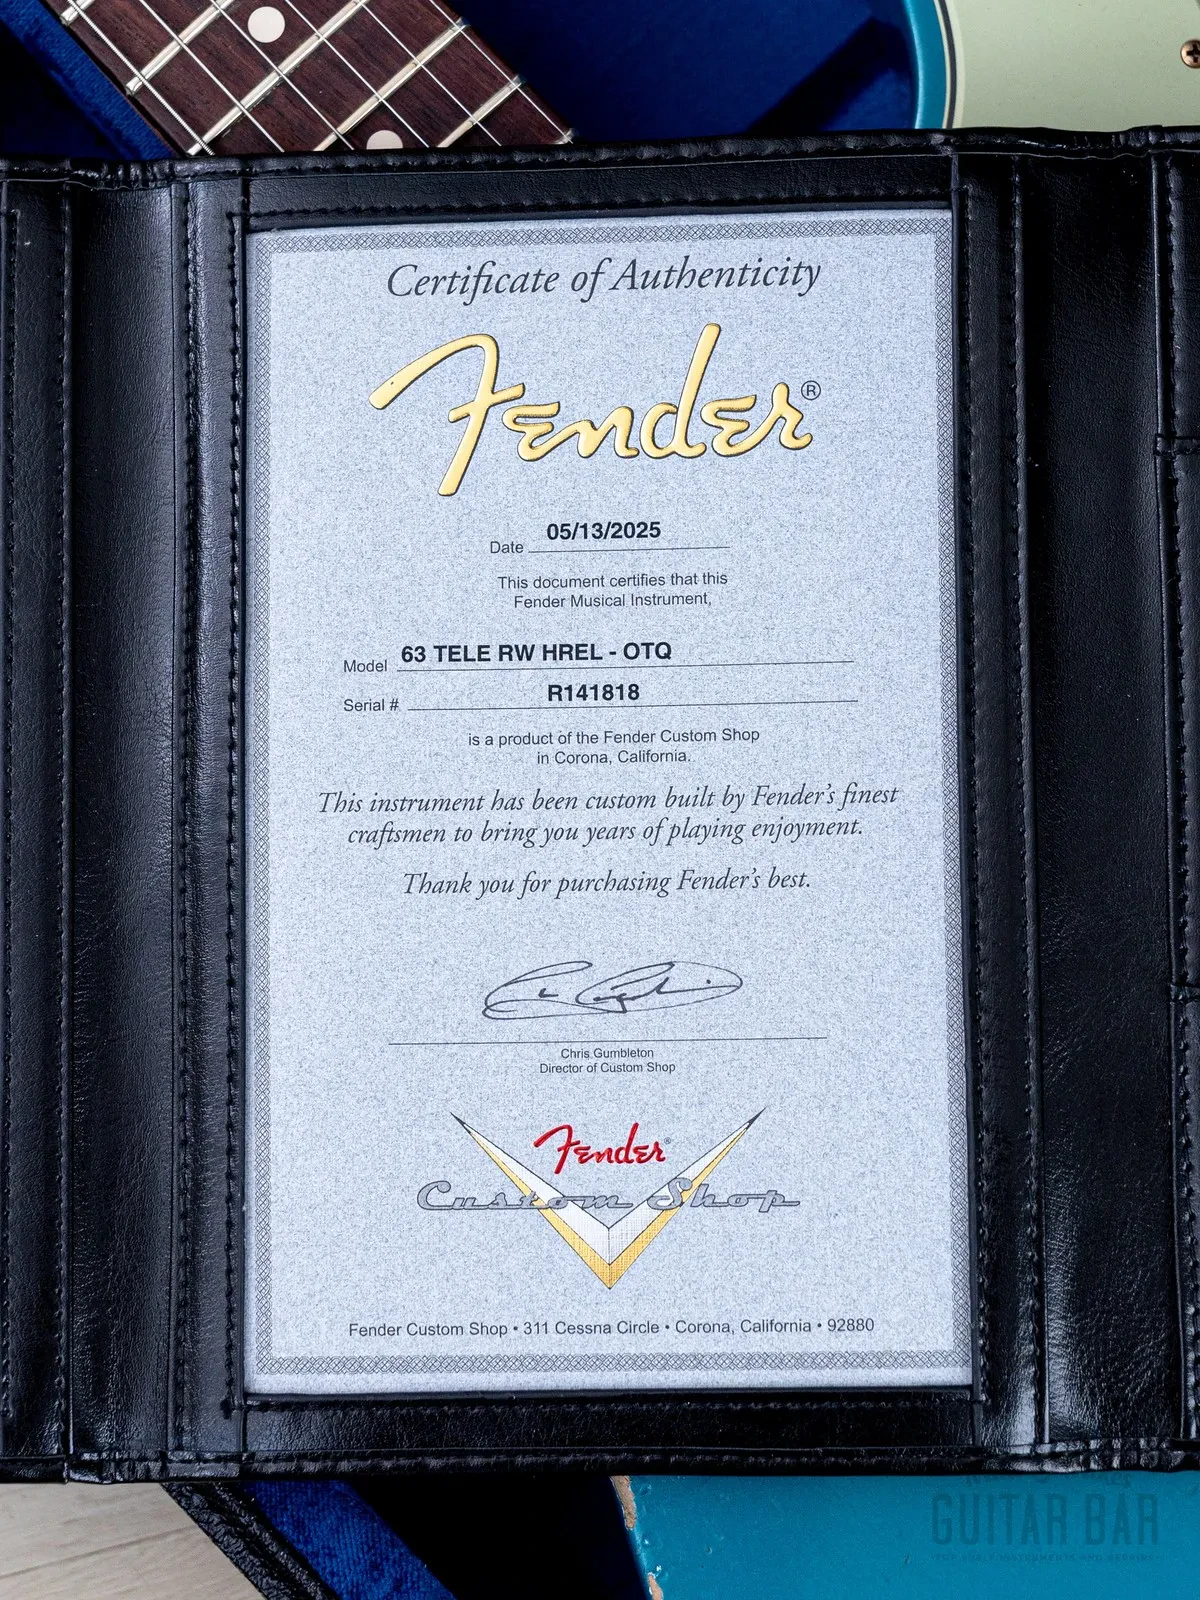 Certificate of Authenticity
Fender®
Date 05/13/2025
This document certifies that this
Fender Musical Instrument,
Model 63 TELE RW HREL - OTQ
Serial # R141818
is a product of the Fender Custom Shop
in Corona, California.
This instrument has been custom built by Fender's finest
craftsmen to bring you years of playing enjoyment.
Thank you for purchasing Fender's best.
Chris Gumbleton
Director of Custom Shop
Fender®
Custom Shop
Fender Custom Shop • 311 Cessna Circle • Corona, California • 92880
GUITAR BAR